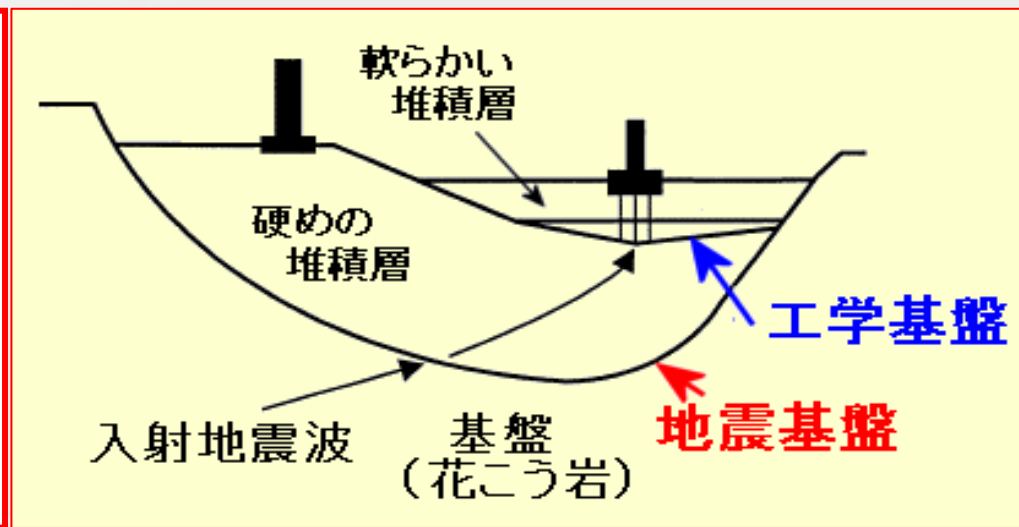 軟らかい
堆積層
硬めの
堆積層
工学基盤
地震基盤
入射地震波
基盤
（花こう岩）